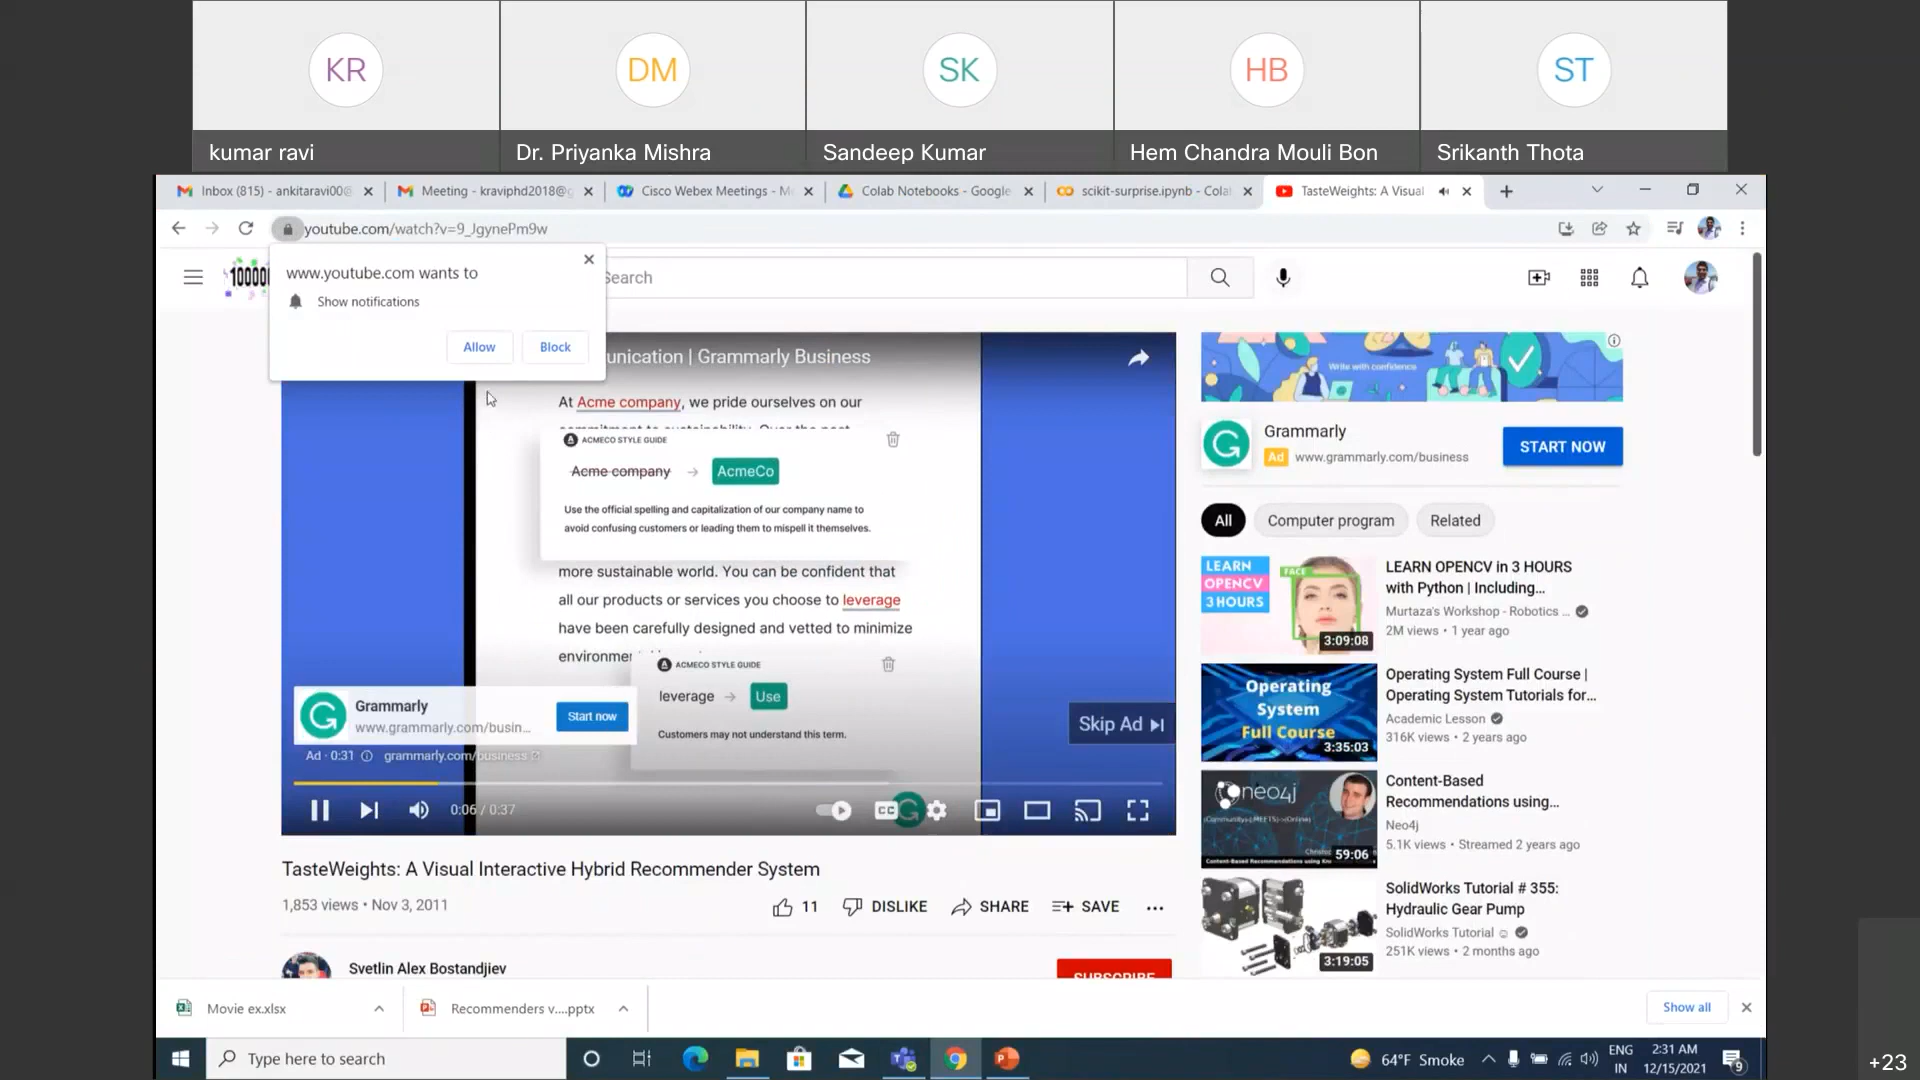 KR
DM
SK
HB
ST
kumar ravi
Dr. Priyanka Mishra
Sandeep Kumar
Hem Chandra Mouli Bon
Srikanth Thota
Inbox (815) - ankitaravi00@
Meeting - kraviphd2018@g
Cisco Webex Meetings - M
Colab Notebooks - Google
scikit-surprise.ipynb - Cola
TasteWeights: A Visual
youtube.com/watch?v=9_JgynePm9w
www.youtube.com wants to
Show notifications
Allow
Block
Search
unication | Grammarly Business
At Acme company, we pride ourselves on our
ACMECO STYLE GUIDE
Acme company → AcmeCo
Use the official spelling and capitalization of our company name to
avoid confusing customers or leading them to mispell it themselves.
more sustainable world. You can be confident that
all our products or services you choose to leverage
have been carefully designed and vetted to minimize
ACMECO STYLE GUIDE
leverage → Use
Customers may not understand this term.
Grammarly
www.grammarly.com/busin...
Start now
Ad · 0:31
grammarly.com/business
Skip Ad
0:06 / 0:37
CC
TasteWeights: A Visual Interactive Hybrid Recommender System
1,853 views • Nov 3, 2011
11
DISLIKE
SHARE
SAVE
Svetlin Alex Bostandjiev
SUBSCRIBE
Write with confidence
Grammarly
Ad www.grammarly.com/business
START NOW
All
Computer program
Related
LEARN
OPENCV
3 HOURS
FACE
3:09:08
LEARN OPENCV in 3 HOURS
with Python | Including...
Murtaza's Workshop - Robotics ...
2M views • 1 year ago
Operating
System
Full Course
3:35:03
Operating System Full Course |
Operating System Tutorials for...
Academic Lesson
316K views • 2 years ago
neo4j
59:06
Content-Based
Recommendations using...
Neo4j
5.1K views • Streamed 2 years ago
3:19:05
SolidWorks Tutorial # 355:
Hydraulic Gear Pump
SolidWorks Tutorial
251K views • 2 months ago
Movie ex.xlsx
Recommenders v....pptx
Show all
Type here to search
64°F Smoke
ENG
IN
2:31 AM
12/15/2021
9
+23